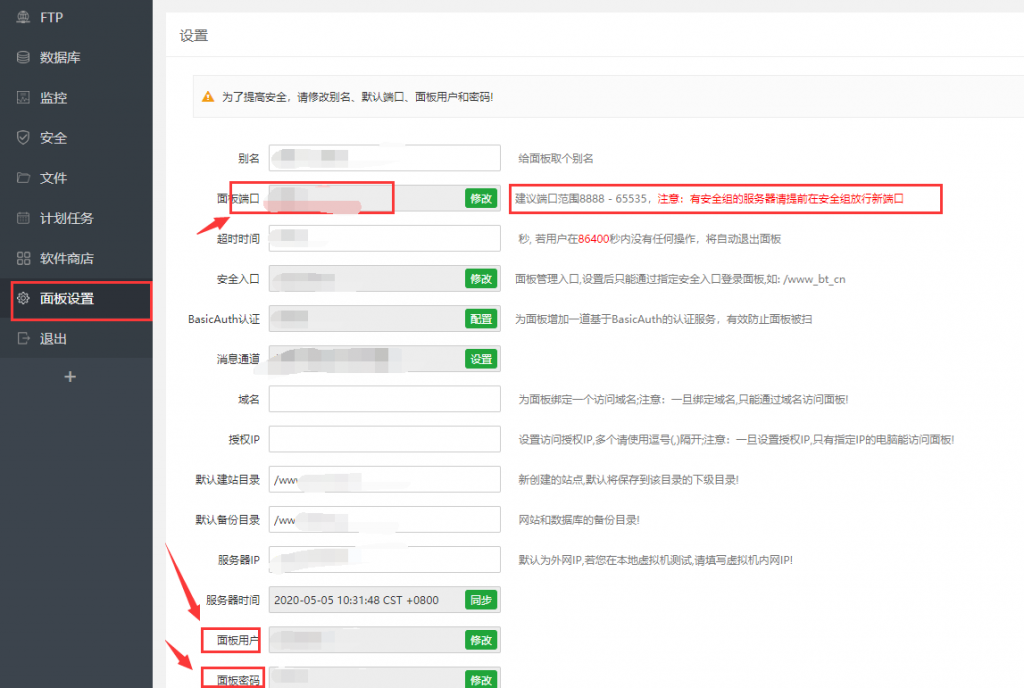 FTP
数据库
监控
安全
文件
计划任务
软件商店
面板设置
退出
设置
为了提高安全，请修改别名、默认端口、面板用户和密码!
别名 给面板取个别名
面板端口 修改 建议端口范围8888 - 65535，注意：有安全组的服务器请提前在安全组放行新端口
超时时间 秒, 若用户在86400秒内没有任何操作，将自动退出面板
安全入口 修改 面板管理入口,设置后只能通过指定安全入口登录面板,如: /www_bt_cn
BasicAuth认证 配置 为面板增加一道基于BasicAuth的认证服务，有效防止面板被扫
消息通道 设置
域名 为面板绑定一个访问域名;注意：一旦绑定域名,只能通过域名访问面板!
授权IP 设置访问授权IP,多个请使用逗号(,)隔开;注意：一旦设置授权IP,只有指定IP的电脑能访问面板!
默认建站目录 /ww 新创建的站点,默认将保存到该目录的下级目录!
默认备份目录 /ww 网站和数据库的备份目录!
服务器IP 默认为外网IP,若您在本地虚拟机测试,请填写虚拟机内网IP!
服务器时间 2020-05-05 10:31:48 CST +0800 同步
面板用户 修改
面板密码 修改